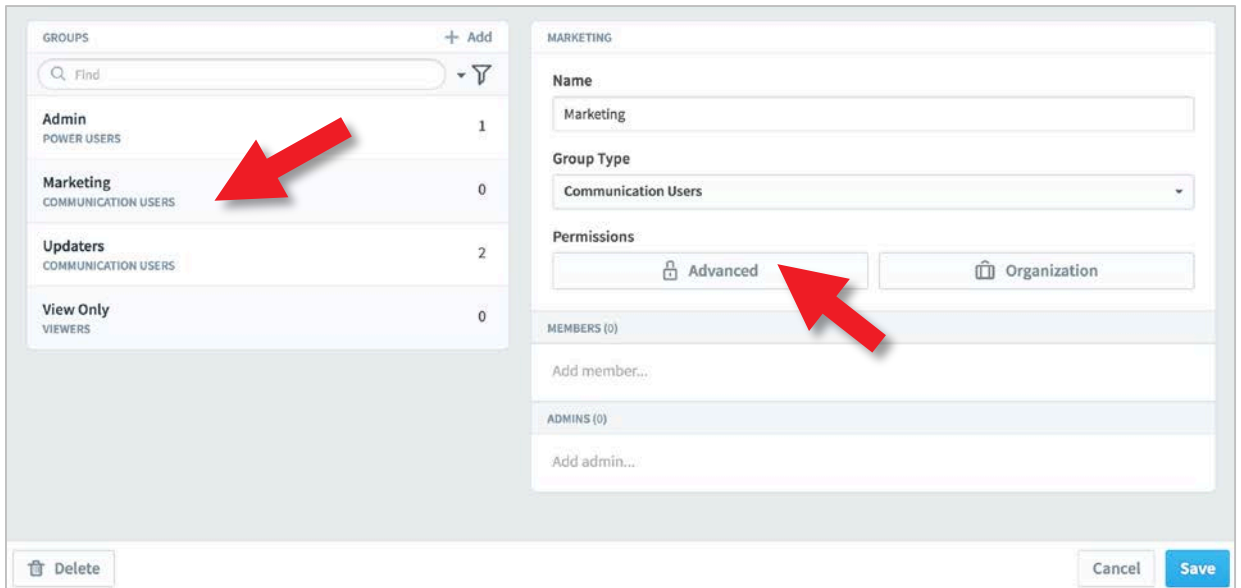 GROUPS
+ Add
Find
Admin
1
POWER USERS
Marketing
0
COMMUNICATION USERS
Updaters
2
COMMUNICATION USERS
View Only
0
VIEWERS
MARKETING
Name
Marketing
Group Type
Communication Users
Permissions
Advanced
Organization
MEMBERS (0)
Add member...
ADMINS (0)
Add admin...
Delete
Cancel
Save